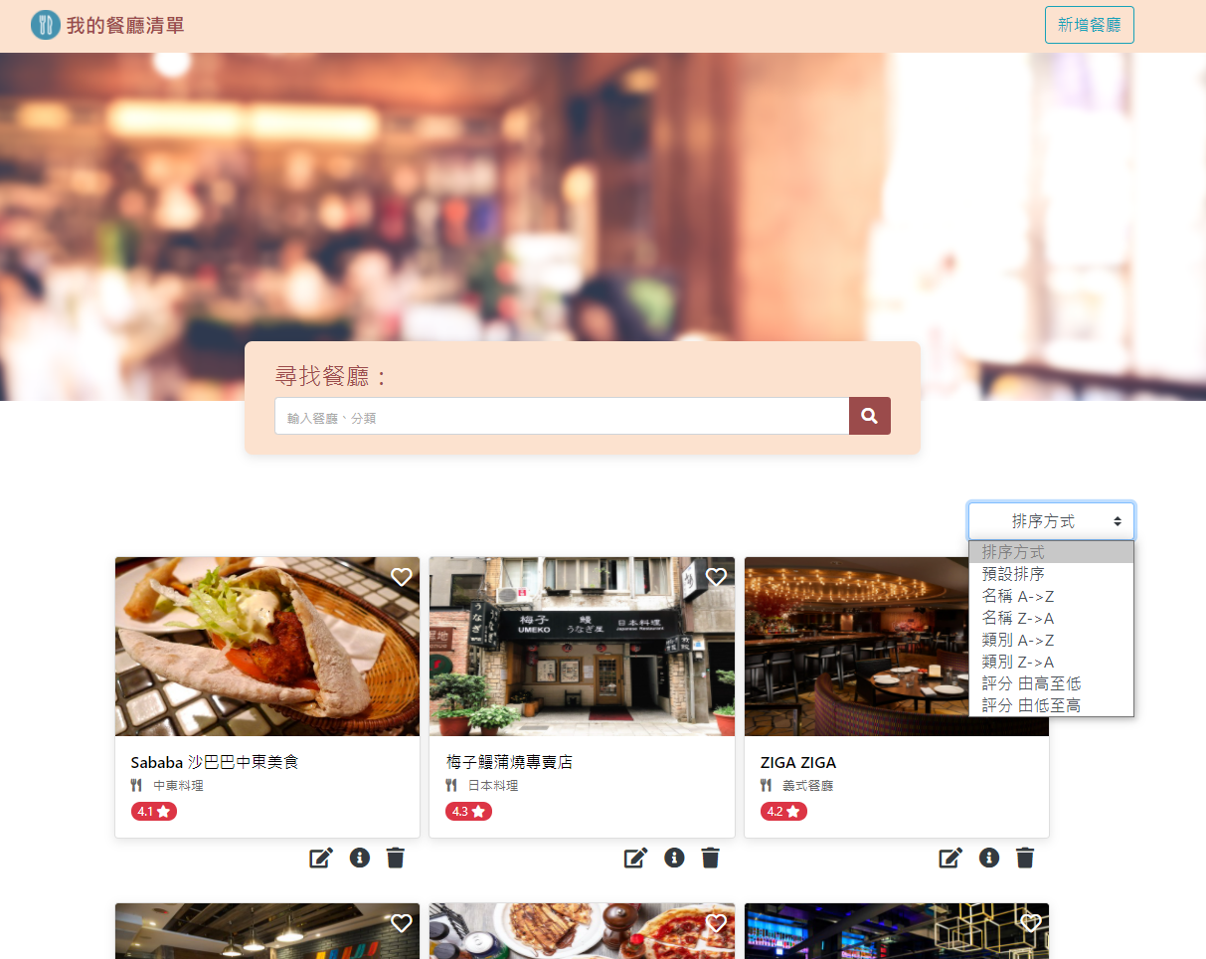 我的餐廳清單
新增餐廳
尋找餐廳：
輸入餐廳、分類
排序方式
排序方式
預設排序
名稱 A->Z
名稱 Z->A
類別 A->Z
類別 Z->A
評分 由高至低
評分 由低至高
うなぎ
梅子 鰻 日本料理
UMEKO うなぎ屋 Japanese Restaurant
Sababa 沙巴巴中東美食
中東料理
4.1
梅子鰻蒲燒專賣店
日本料理
4.3
ZIGA ZIGA
義式餐廳
4.2